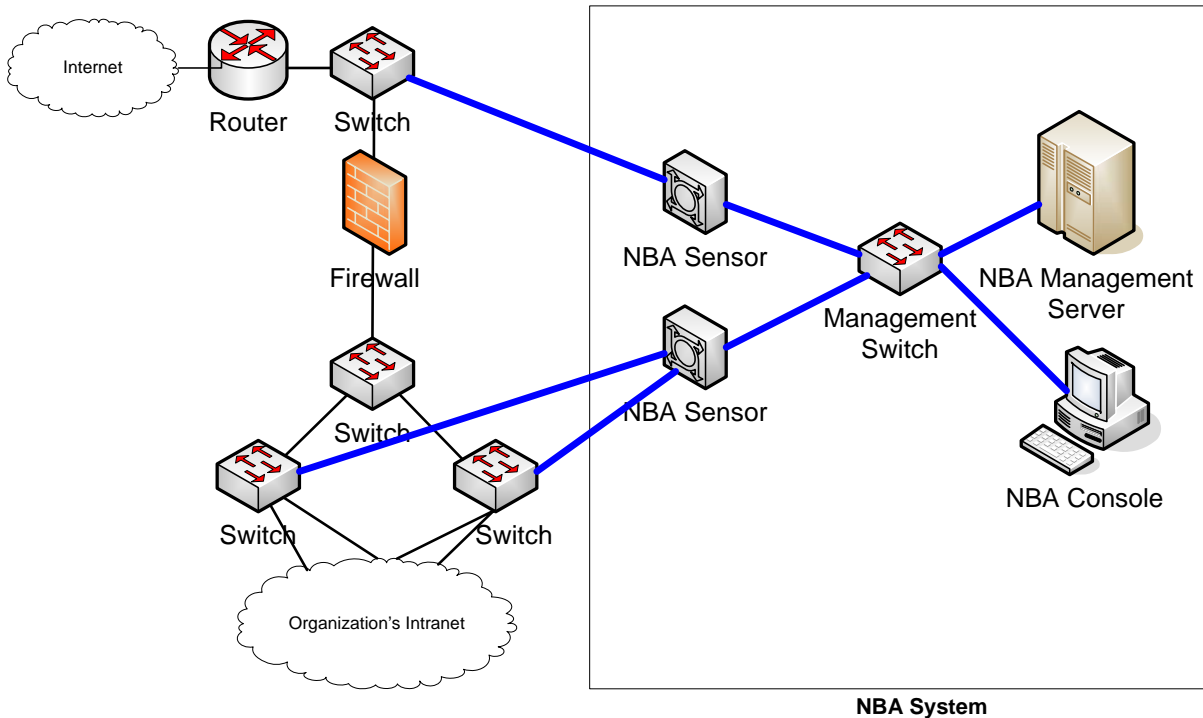 Internet
Router
Switch
Firewall
Switch
Switch
Switch
Organization's Intranet
NBA Sensor
NBA Sensor
Management
Switch
NBA Management
Server
NBA Console
NBA System